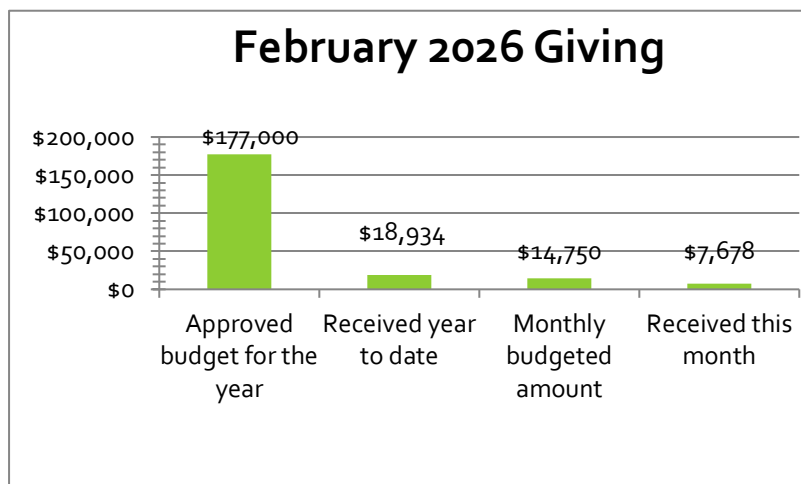 February 2026 Giving
$200,000
$150,000
$100,000
$50,000
$0
$177,000
$18,934
$14,750
$7,678
Approved
budget for the
year
Received year
to date
Monthly
budgeted
amount
Received this
month